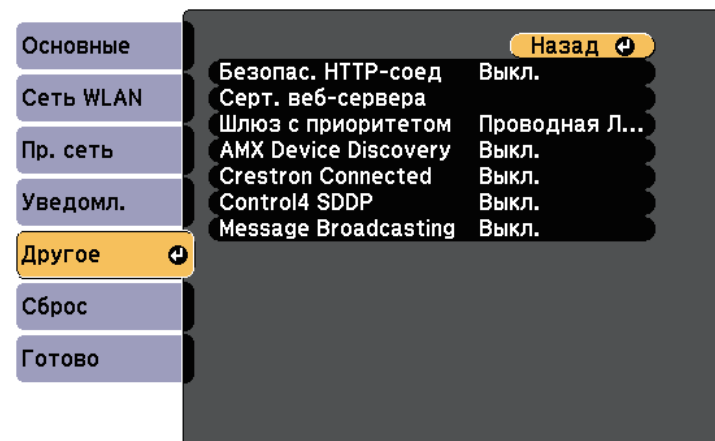 Основные
Сеть WLAN
Пр. сеть
Уведомл.
Другое
Сброс
Готово
Назад
Безопас. HTTP-соед Выкл.
Серт. веб-сервера
Шлюз с приоритетом Проводная Л...
AMX Device Discovery Выкл.
Crestron Connected Выкл.
Control4 SDDP Выкл.
Message Broadcasting Выкл.